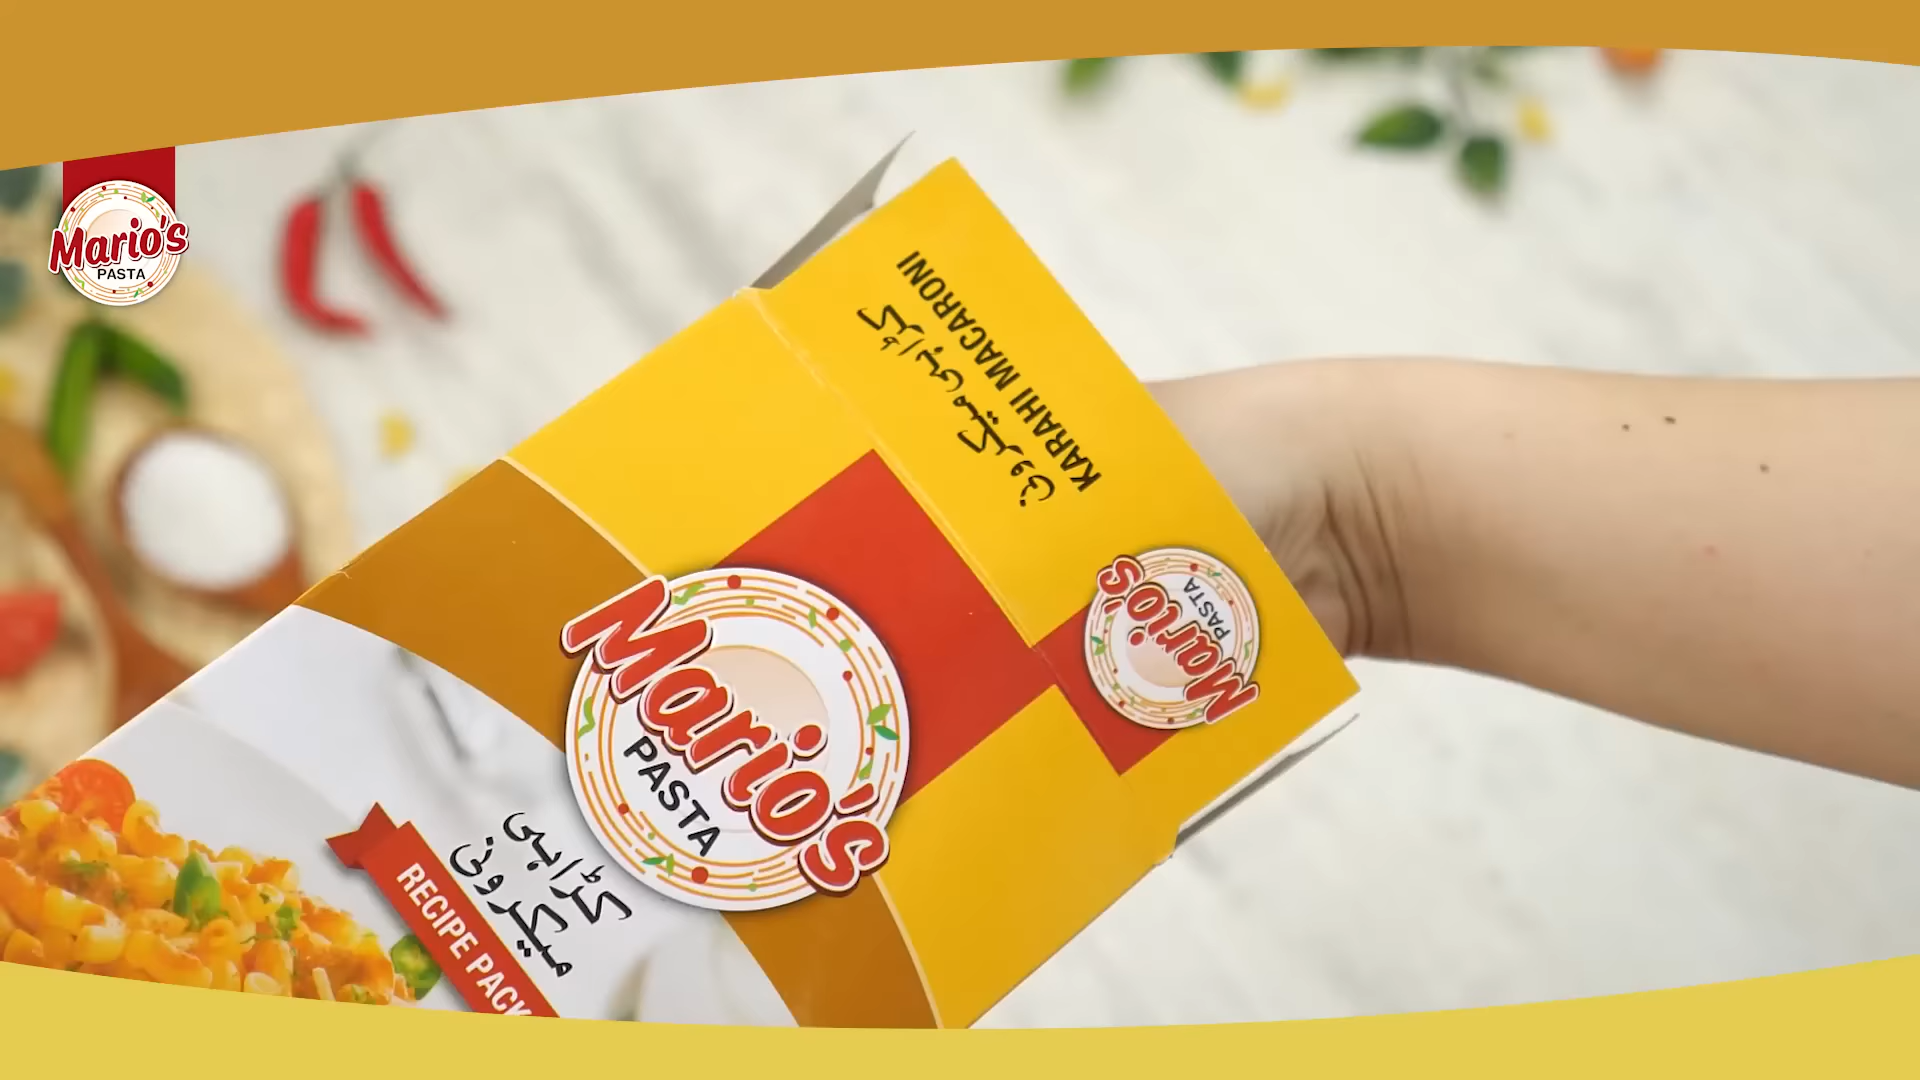 Mario's
PASTA
KARAHI MACARONI
کڑاہی میکرونی
Mario's
PASTA
Mario's
PASTA
کڑاہی
میکرونی
RECIPE PACK